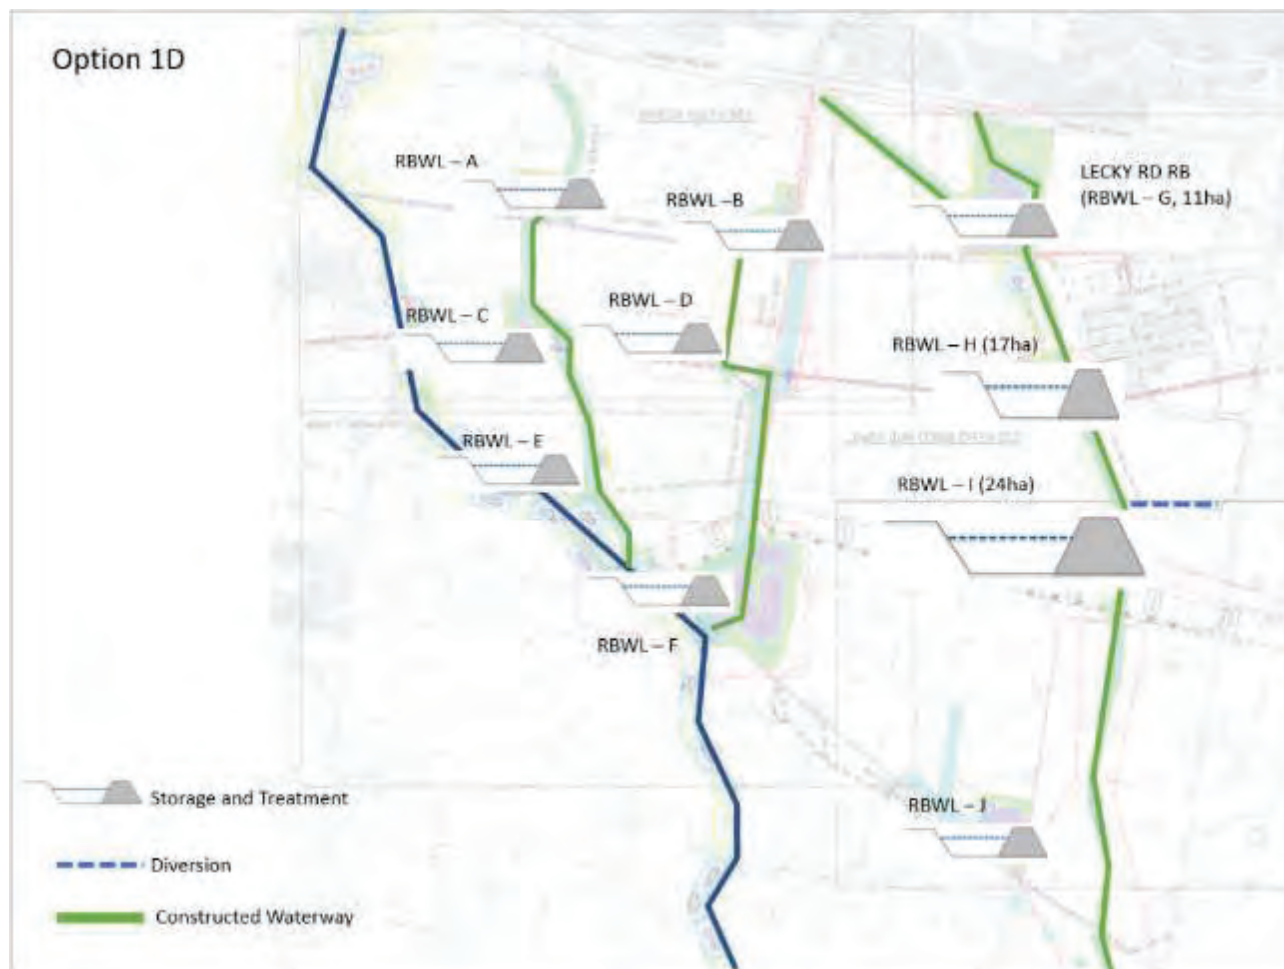 Option 1D
RBWL – A
RBWL –B
LECKY RD RB
(RBWL – G, 11ha)
RBWL – C
RBWL – D
RBWL – H (17ha)
RBWL – E
RBWL – I (24ha)
RBWL – F
RBWL – J
Storage and Treatment
Diversion
Constructed Waterway